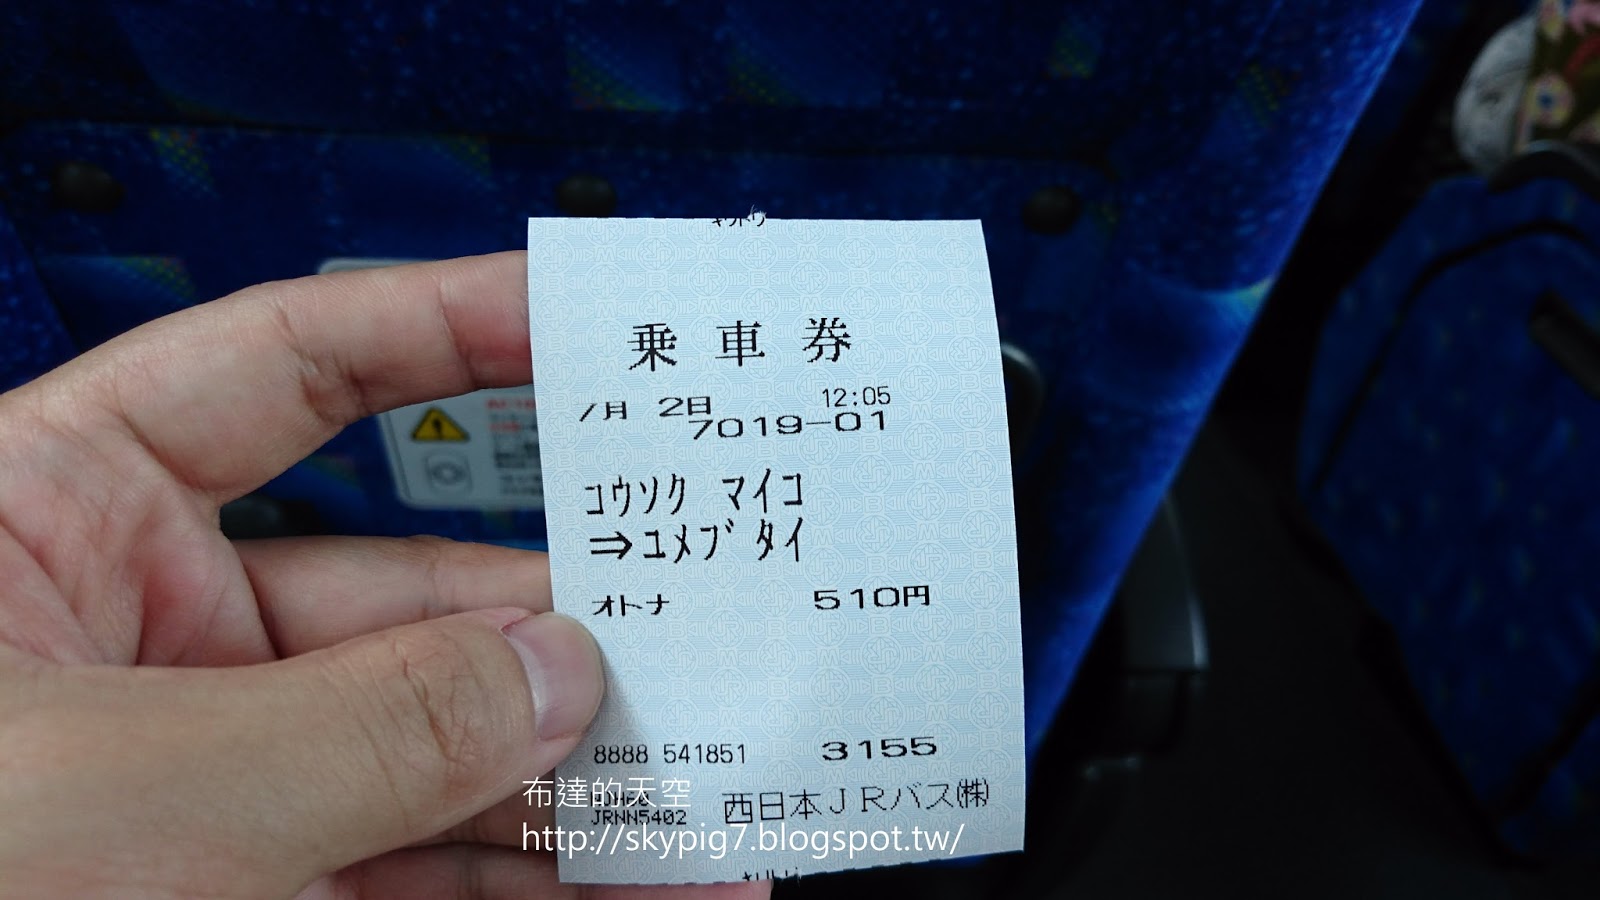 乗車券
7月 2日 12:05
7019-01
コウソク マイコ
⇒ユメブタイ
オトナ 510円
8888 541851 3155
西日本JRバス㈱
JRNN5402
布達的天空
http://skypig7.blogspot.tw/